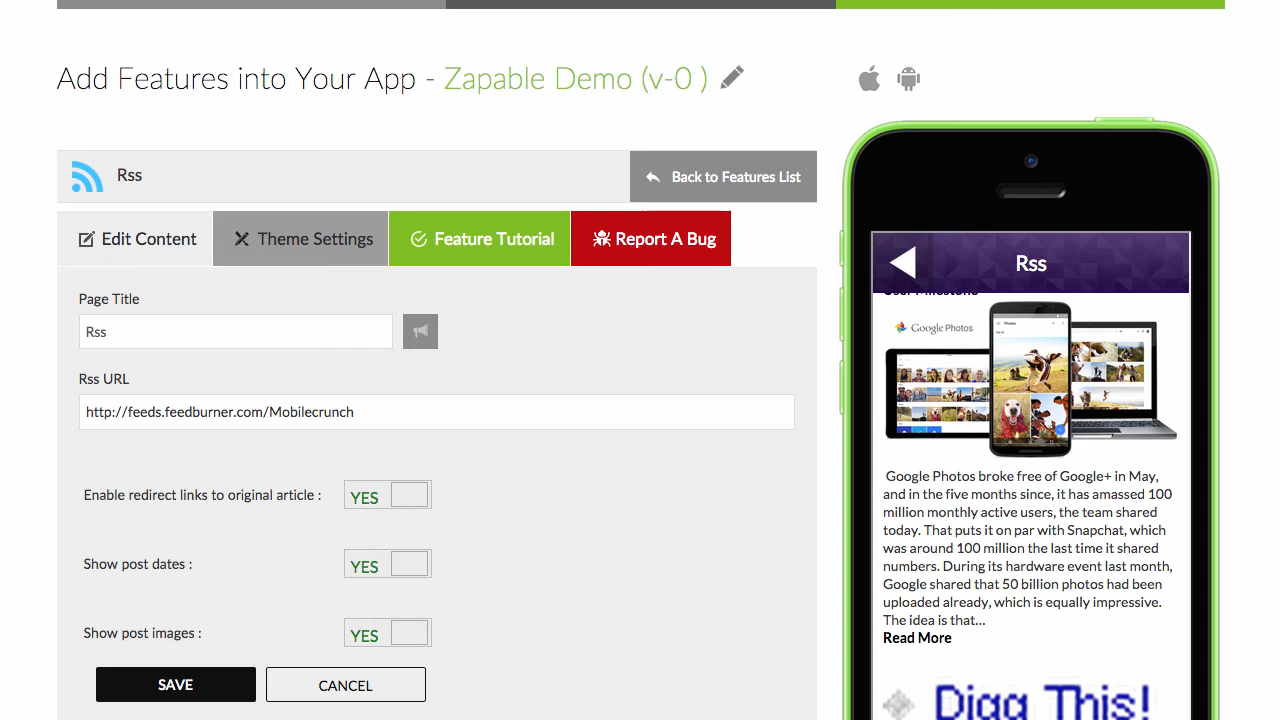 Add Features into Your App - Zapable Demo (v-0 )
Rss
Back to Features List
Edit Content
Theme Settings
Feature Tutorial
Report A Bug
Page Title
Rss
Rss URL
http://feeds.feedburner.com/Mobilecrunch
Enable redirect links to original article :
YES
Show post dates :
YES
Show post images :
YES
SAVE
CANCEL
Rss
User Milestone
Google Photos
Google Photos broke free of Google+ in May,
and in the five months since, it has amassed 100
million monthly active users, the team shared
today. That puts it on par with Snapchat, which
was around 100 million the last time it shared
numbers. During its hardware event last month,
Google shared that 50 billion photos had been
uploaded already, which is equally impressive.
The idea is that...
Read More
Digg This!